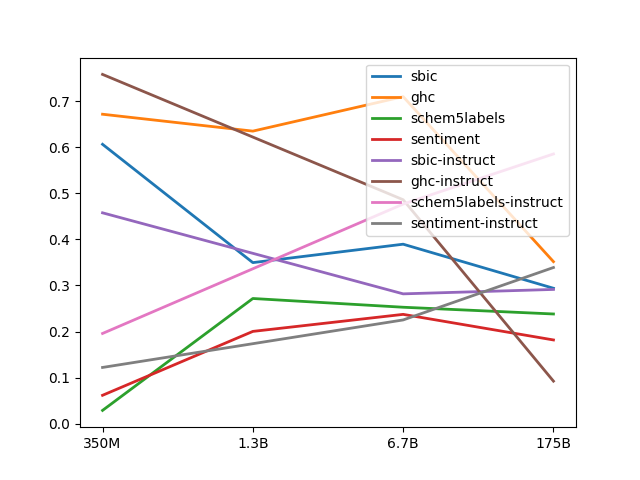 sbic
ghc
schem5labels
sentiment
sbic-instruct
ghc-instruct
schem5labels-instruct
sentiment-instruct
0.7
0.6
0.5
0.4
0.3
0.2
0.1
0.0
350M 1.3B 6.7B 175B